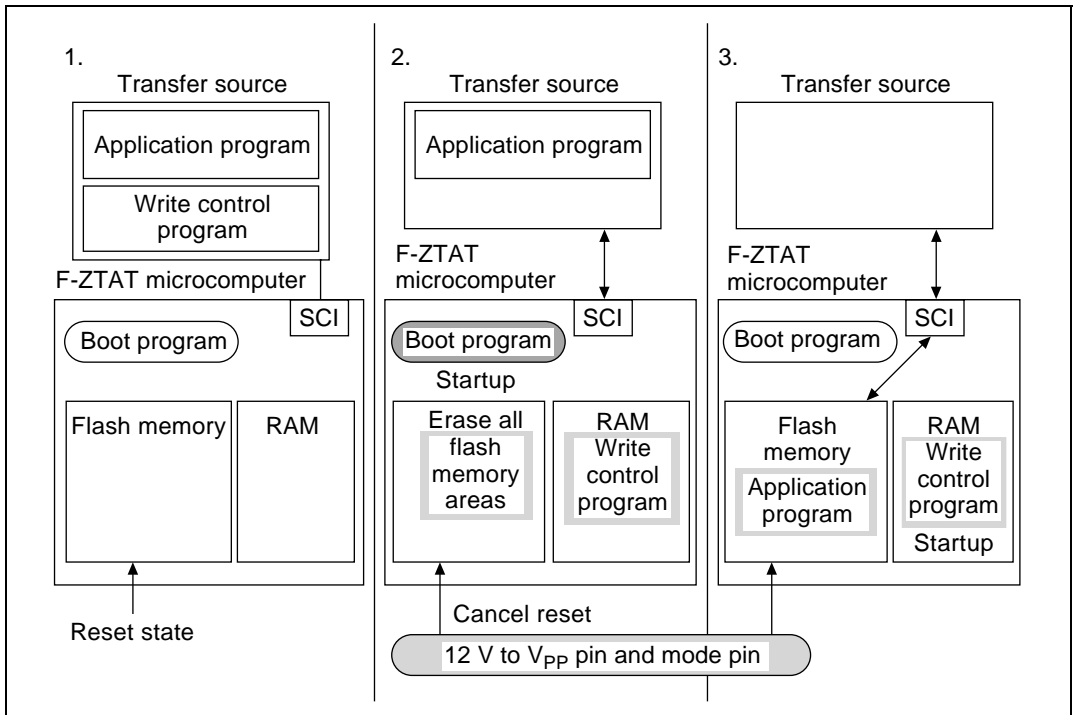 1.
Transfer source
Application program
Write control
program
F-ZTAT microcomputer
SCI
Boot program
Flash memory
RAM
Reset state
2.
Transfer source
Application program
F-ZTAT
microcomputer
SCI
Boot program
Startup
Erase all
flash
memory
areas
RAM
Write
control
program
Cancel reset
12 V to VPP pin and mode pin
3.
Transfer source
F-ZTAT
microcomputer
SCI
Boot program
Flash
memory
Application
program
RAM
Write
control
program
Startup